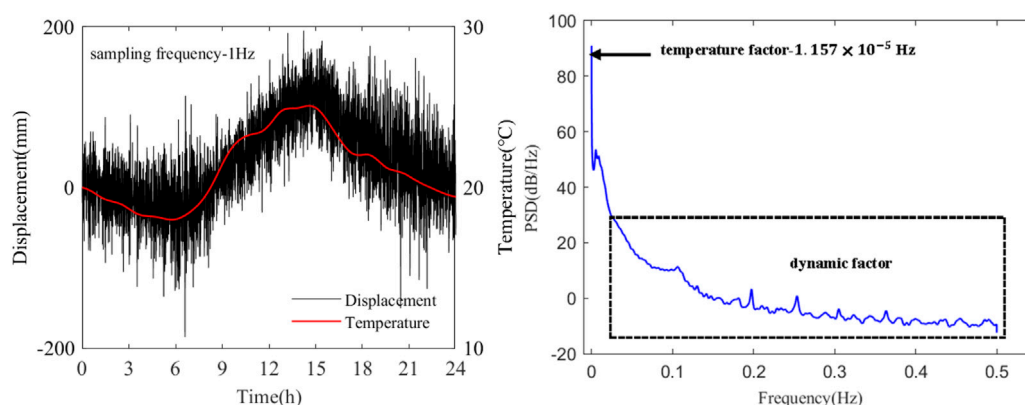 200
0
-200
Displacement(mm)
sampling frequency-1Hz
Displacement
Temperature
30
20
10
Temperature(°C)
0 3 6 9 12 15 18 21 24
Time(h)
100
80
60
40
20
0
-20
PSD(dB/Hz)
temperature factor-1.157 × 10⁻⁵ Hz
dynamic factor
0 0.1 0.2 0.3 0.4 0.5
Frequency(Hz)